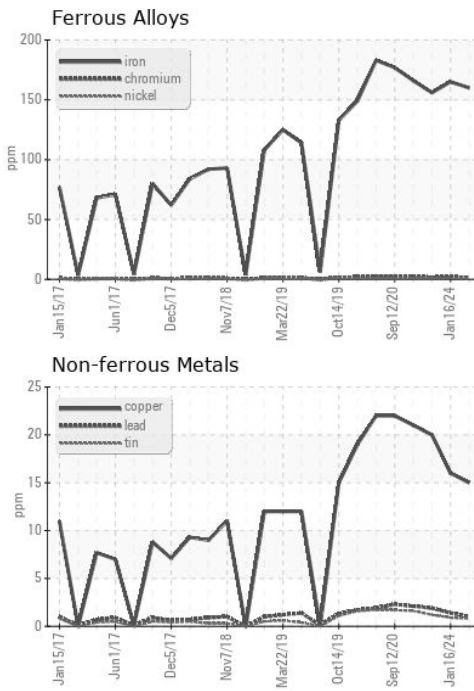 Ferrous Alloys
200
150
100
50
0
ppm
iron
chromium
nickel
Jan15/17
Jun1/17
Dec5/17
Nov7/18
Mar22/19
Oct14/19
Sep12/20
Jan16/24
Non-ferrous Metals
25
20
15
10
5
0
ppm
copper
lead
tin
Jan15/17
Jun1/17
Dec5/17
Nov7/18
Mar22/19
Oct14/19
Sep12/20
Jan16/24